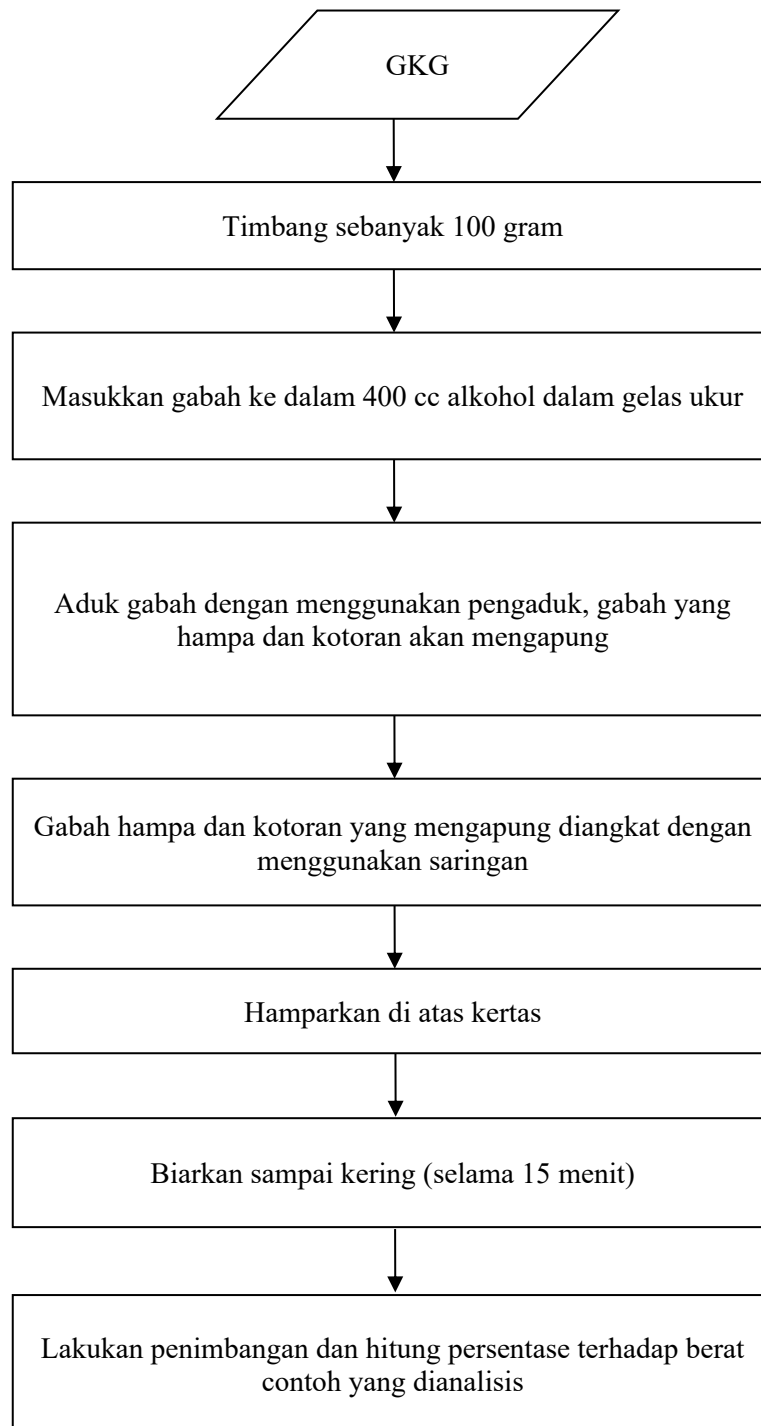 GKG
Timbang sebanyak 100 gram
Masukkan gabah ke dalam 400 cc alkohol dalam gelas ukur
Aduk gabah dengan menggunakan pengaduk, gabah yang
hampa dan kotoran akan mengapung
Gabah hampa dan kotoran yang mengapung diangkat dengan
menggunakan saringan
Hamparkan di atas kertas
Biarkan sampai kering (selama 15 menit)
Lakukan penimbangan dan hitung persentase terhadap berat
contoh yang dianalisis